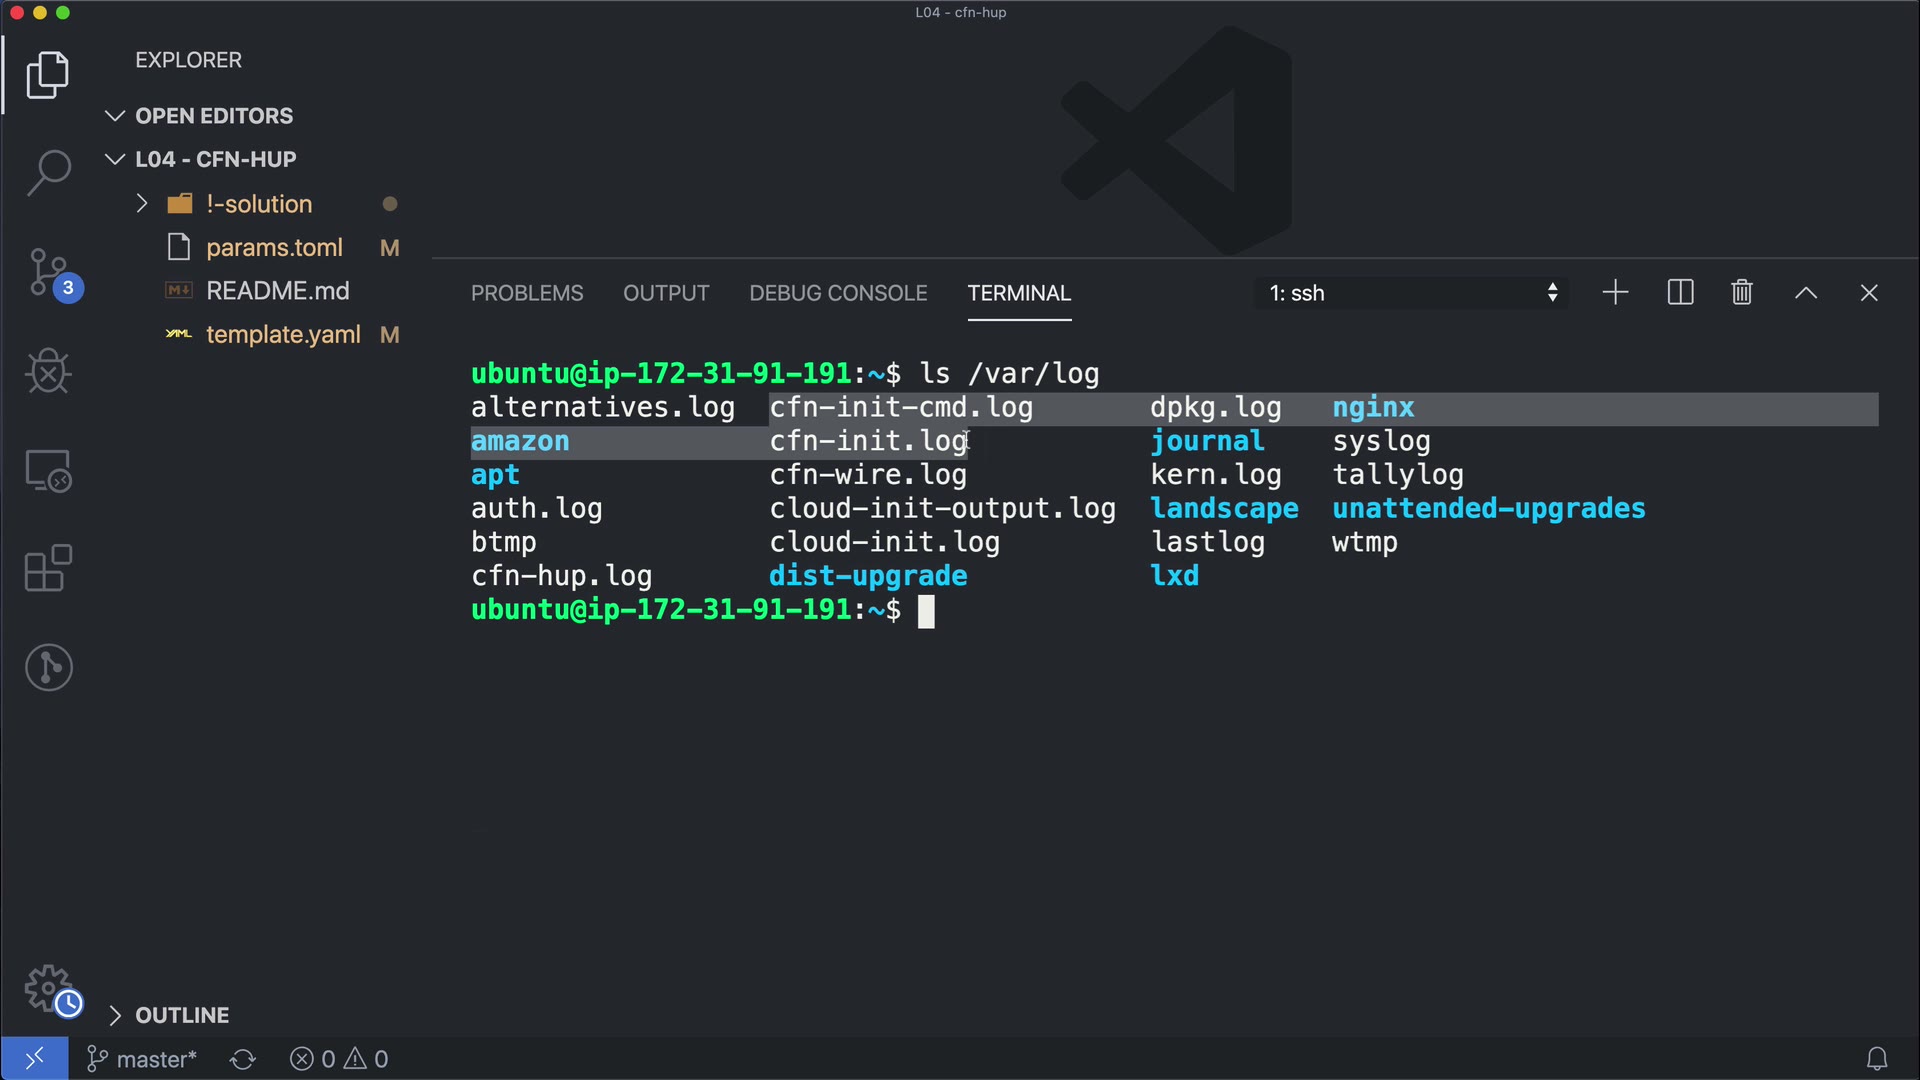 L04 - cfn-hup
EXPLORER
OPEN EDITORS
L04 - CFN-HUP
!-solution
params.toml M
README.md
template.yaml M
3
PROBLEMS OUTPUT DEBUG CONSOLE TERMINAL 1: ssh
ubuntu@ip-172-31-91-191:~$ ls /var/log
alternatives.log cfn-init-cmd.log dpkg.log nginx
amazon cfn-init.log journal syslog
apt cfn-wire.log kern.log tallylog
auth.log cloud-init-output.log landscape unattended-upgrades
btmp cloud-init.log lastlog wtmp
cfn-hup.log dist-upgrade lxd
ubuntu@ip-172-31-91-191:~$
OUTLINE
master* 0 0